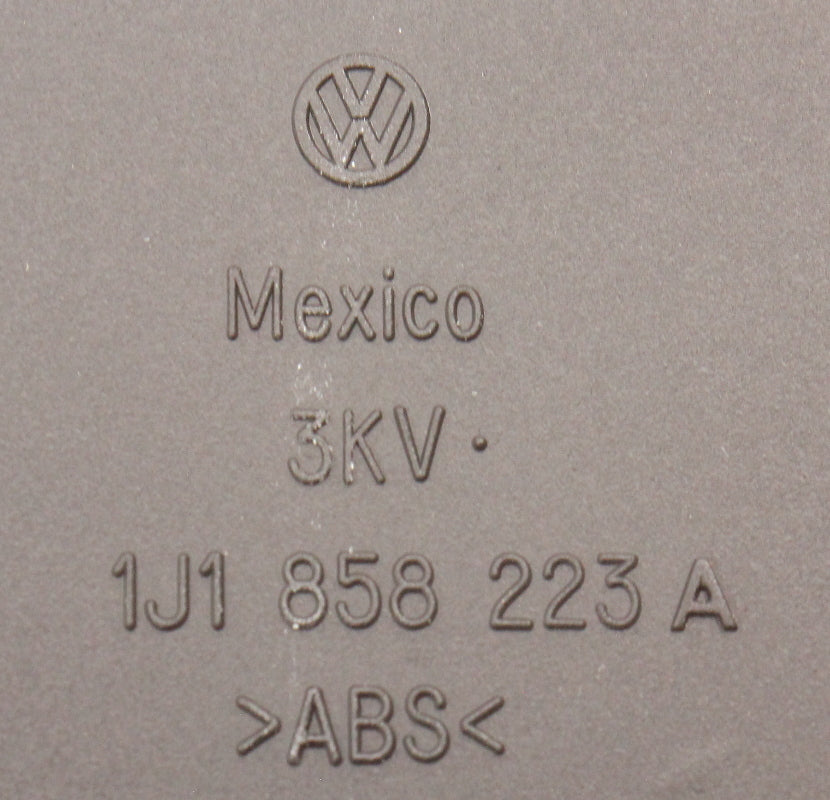 Mexico
3KV·
1J1 858 223 A
>ABS<